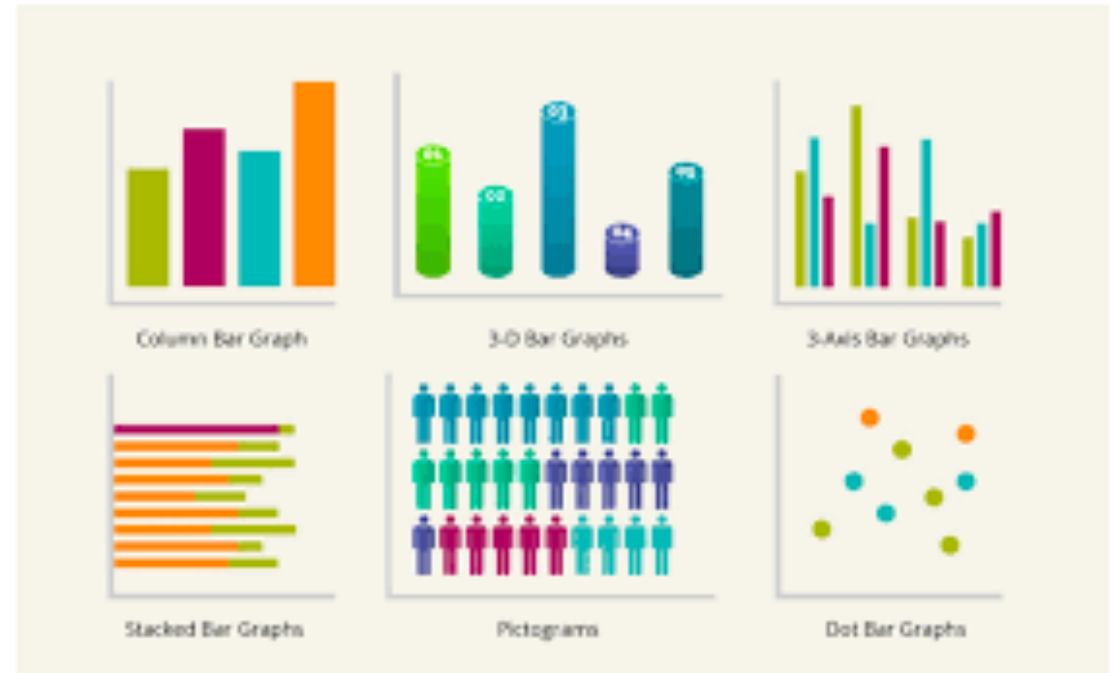 Column Bar Graph
3-D Bar Graphs
3-Axis Bar Graphs
Stacked Bar Graphs
Pictograms
Dot Bar Graphs